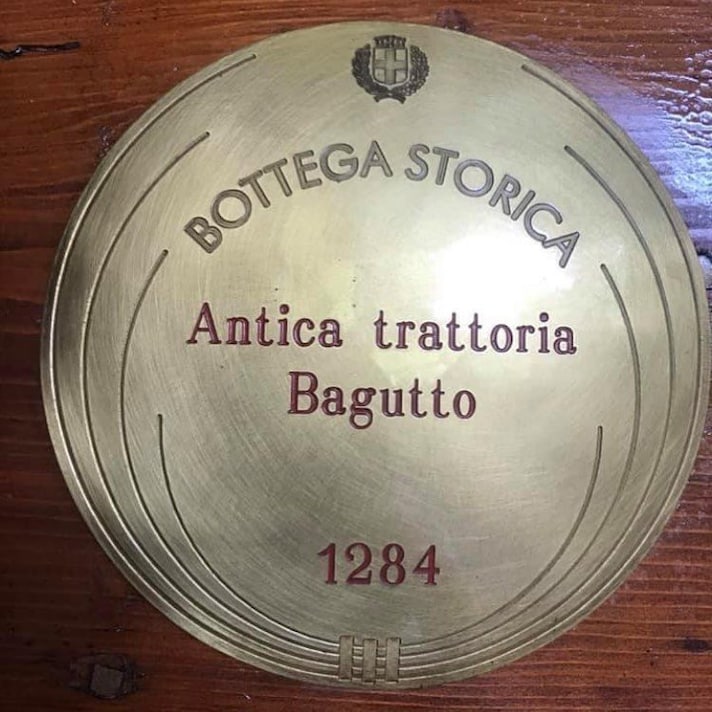 BOTTEGA STORICA
Antica trattoria
Bagutto
1284